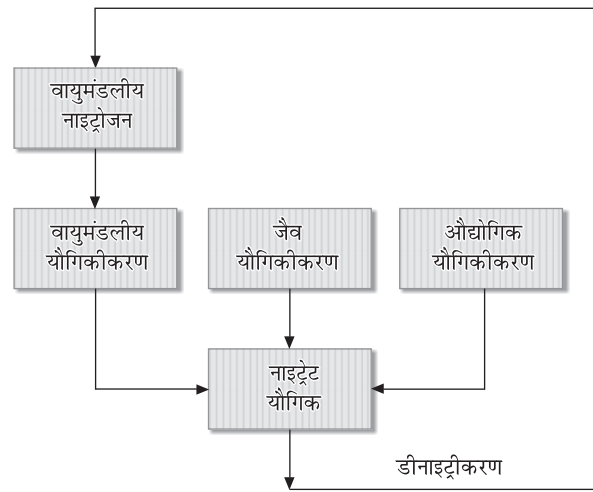 वायुमंडलीय
नाइट्रोजन
वायुमंडलीय
यौगिकीकरण
जैव
यौगिकीकरण
औद्योगिक
यौगिकीकरण
नाइट्रेट
यौगिक
डीनाइट्रीकरण